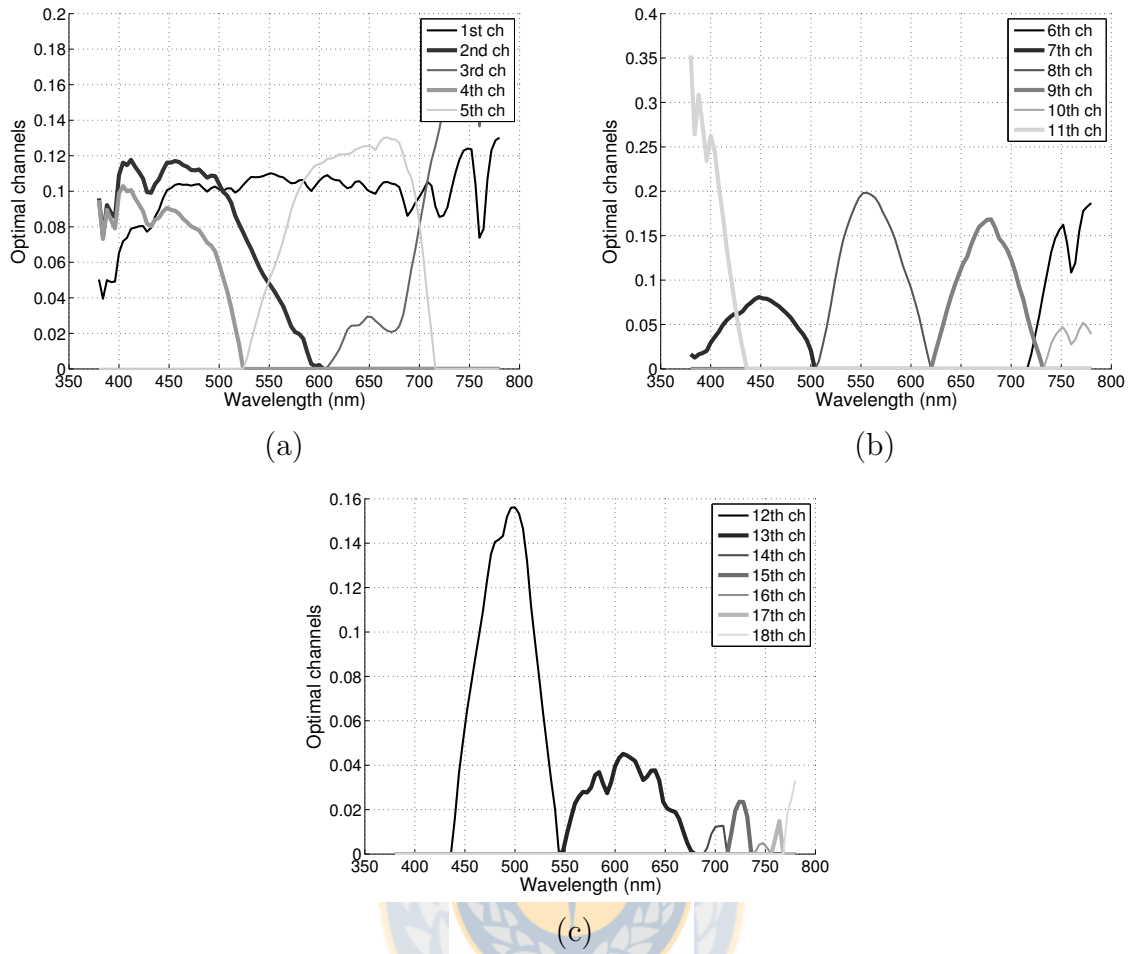 0.2
0.18
0.16
0.14
0.12
0.1
0.08
0.06
0.04
0.02
0
350 400 450 500 550 600 650 700 750 800
Wavelength (nm)
Optimal channels
1st ch
2nd ch
3rd ch
4th ch
5th ch
(a)
0.4
0.35
0.3
0.25
0.2
0.15
0.1
0.05
0
350 400 450 500 550 600 650 700 750 800
Wavelength (nm)
Optimal channels
6th ch
7th ch
8th ch
9th ch
10th ch
11th ch
(b)
0.16
0.14
0.12
0.1
0.08
0.06
0.04
0.02
0
350 400 450 500 550 600 650 700 750 800
Wavelength (nm)
Optimal channels
12th ch
13th ch
14th ch
15th ch
16th ch
17th ch
18th ch
(c)